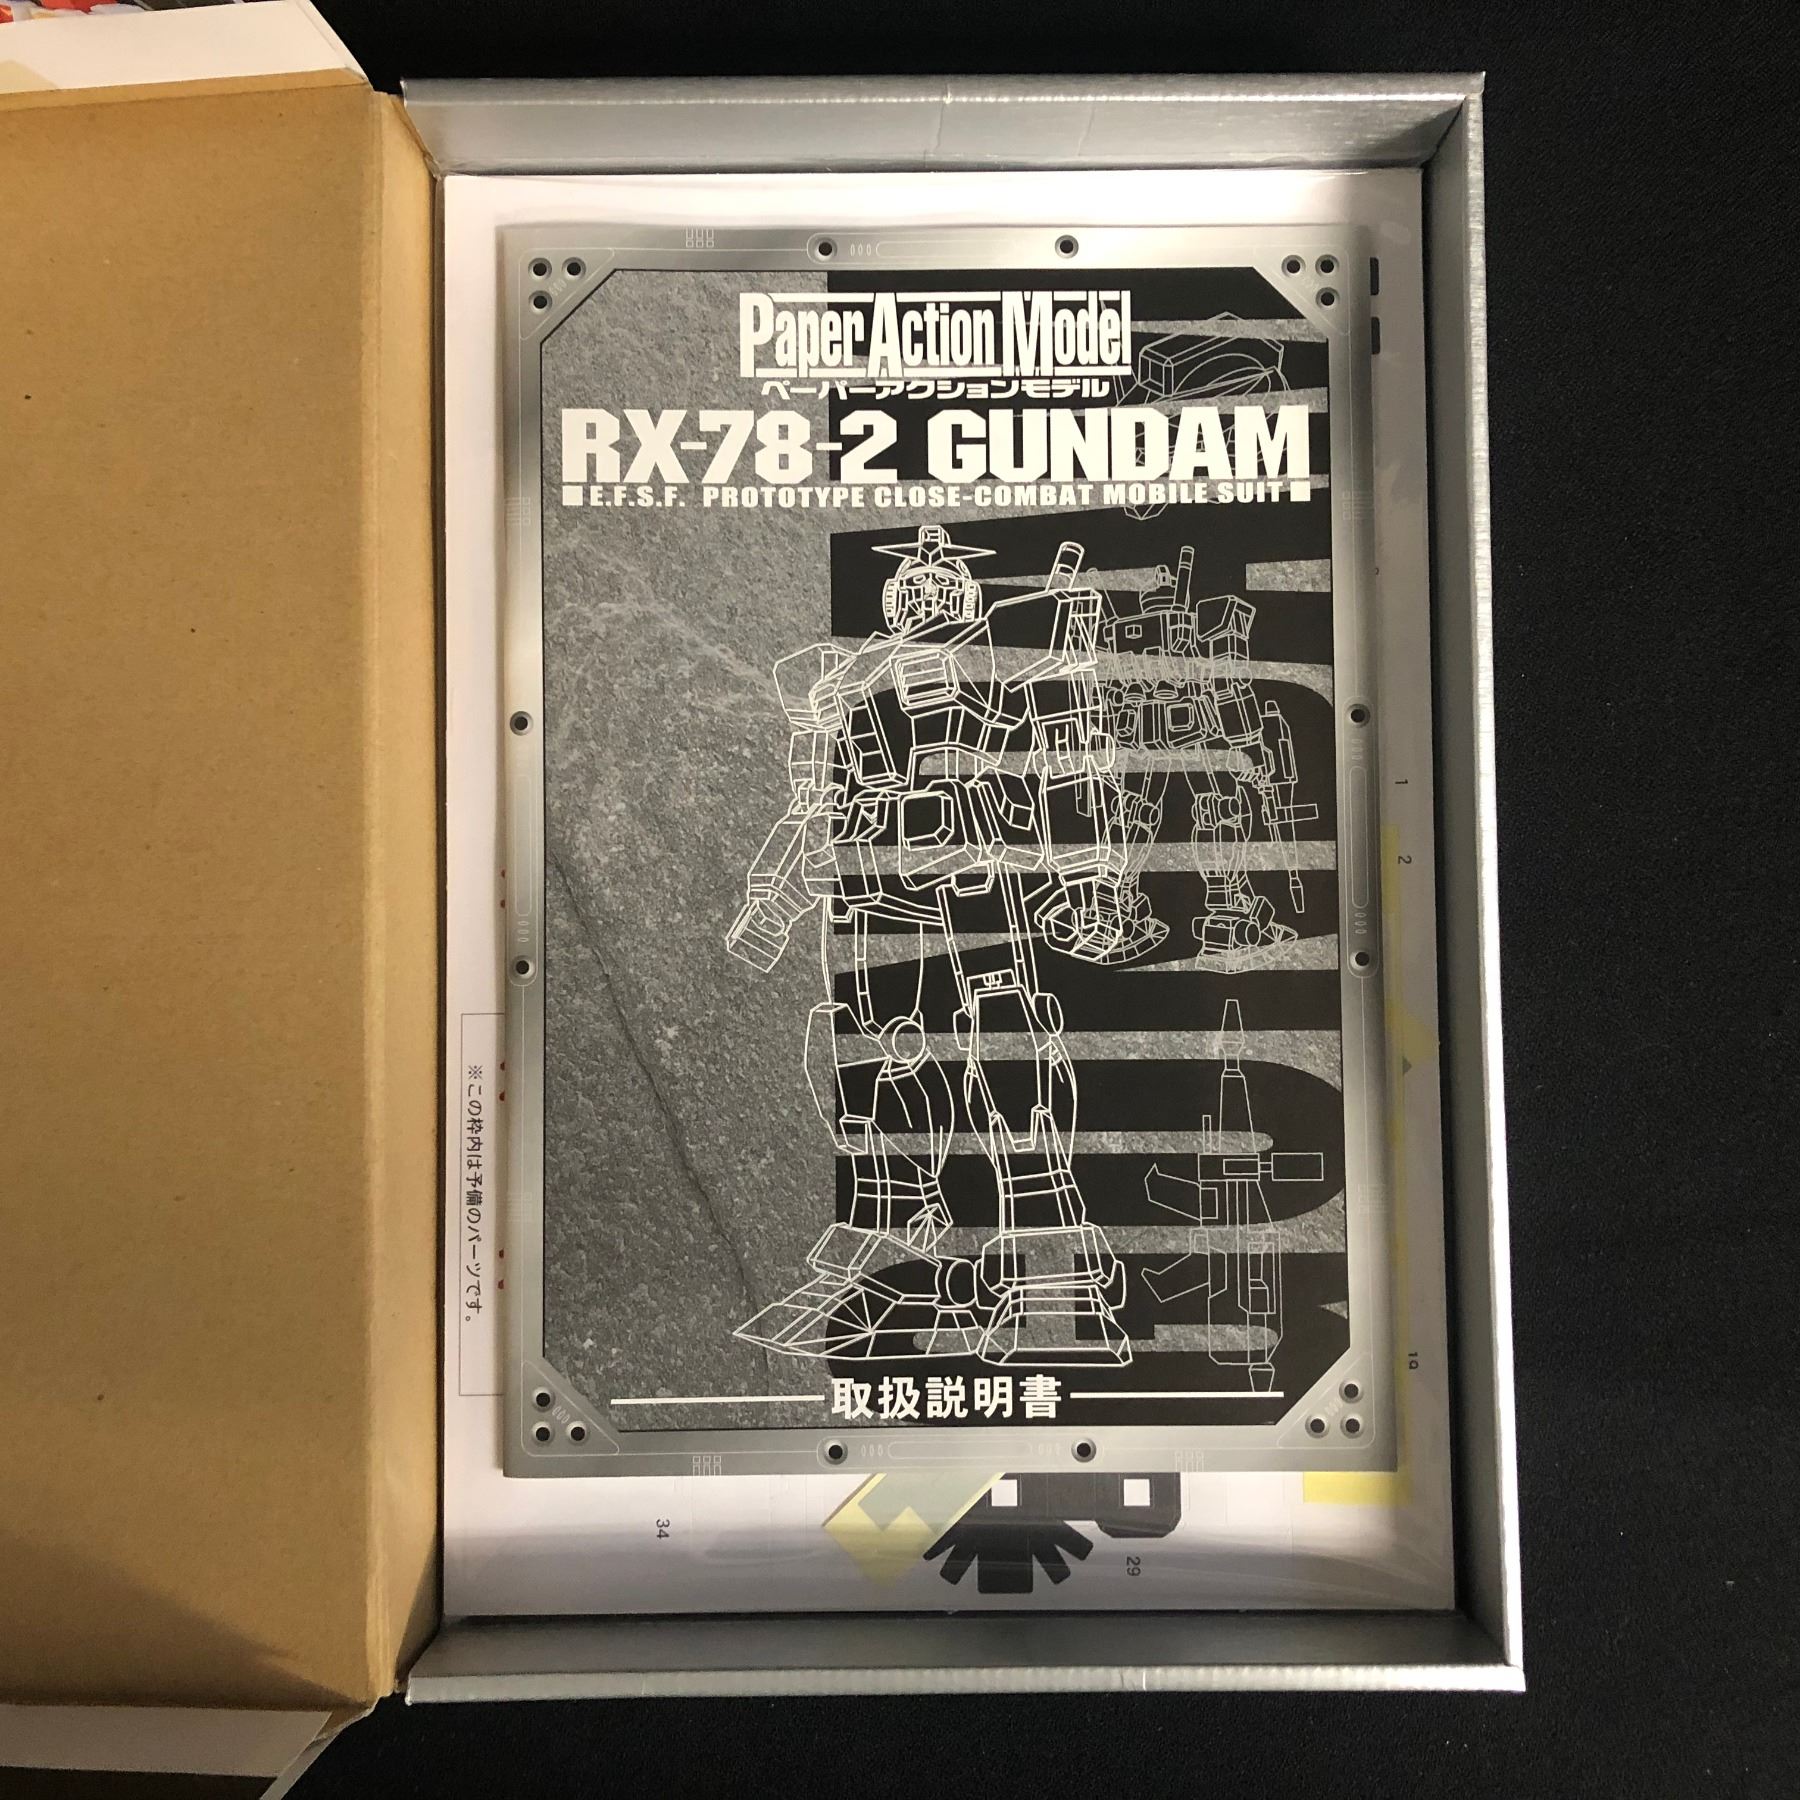 Paper Action Model
ペーパーアクションモデル
RX-78-2 GUNDAM
■E.F.S.F. PROTOTYPE CLOSE-COMBAT MOBILE SUIT■
取扱説明書
※この枠内は予備のパーツです。
1
2
19
34
29